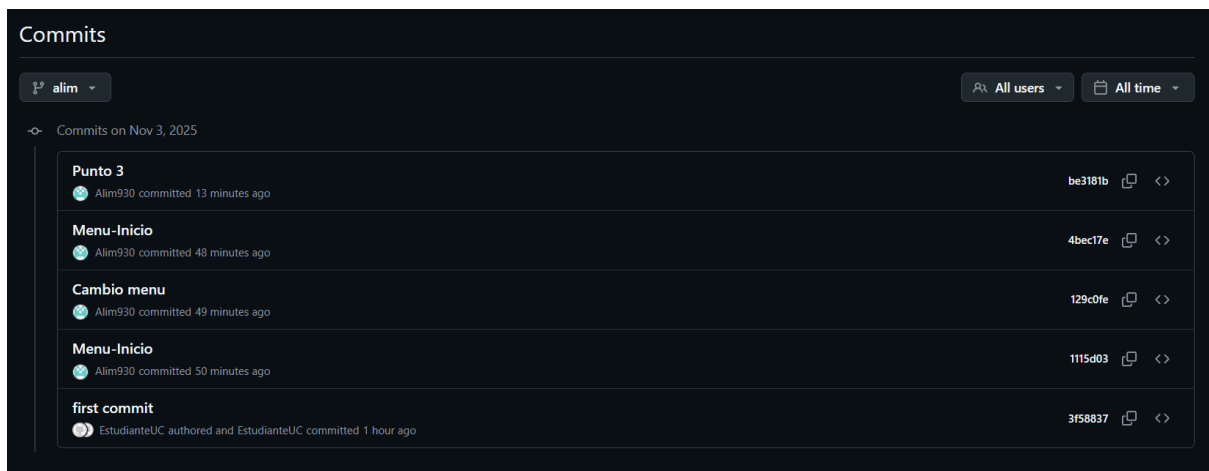 Commits
alim
All users
All time
Commits on Nov 3, 2025
Punto 3
Alim930 committed 13 minutes ago
be3181b
Menu-Inicio
Alim930 committed 48 minutes ago
4bec17e
Cambio menu
Alim930 committed 49 minutes ago
129c0fe
Menu-Inicio
Alim930 committed 50 minutes ago
1115d03
first commit
EstudianteUC authored and EstudianteUC committed 1 hour ago
3f58837